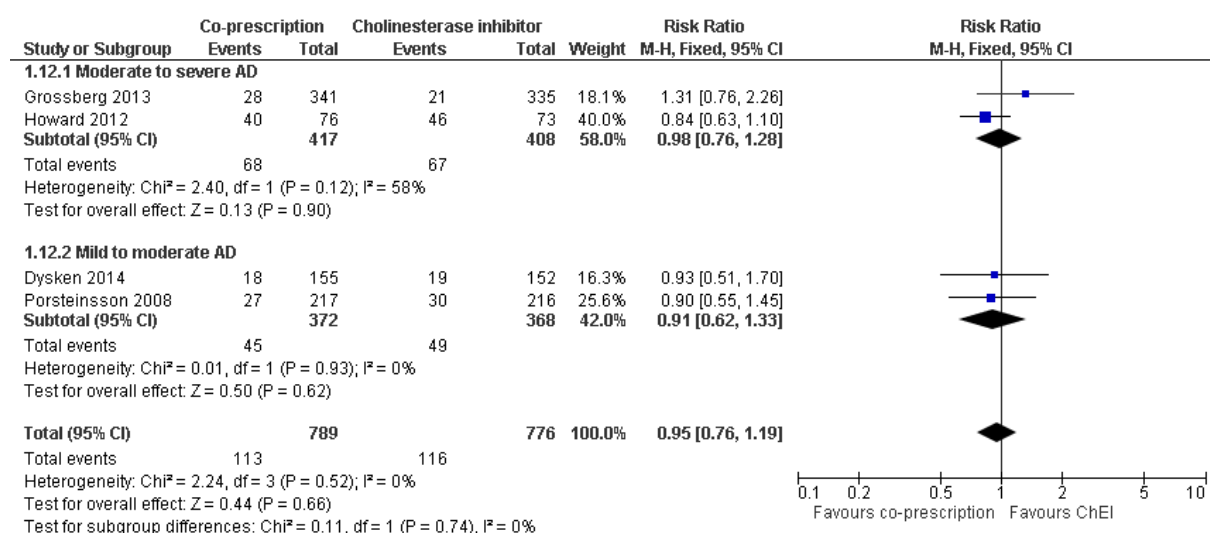 Co-prescription Cholinesterase inhibitor Risk Ratio Risk Ratio
Study or Subgroup Events Total Events Total Weight M-H, Fixed, 95% CI M-H, Fixed, 95% CI
1.12.1 Moderate to severe AD
Grossberg 2013 28 341 21 335 18.1% 1.31 [0.76, 2.26]
Howard 2012 40 76 46 73 40.0% 0.84 [0.63, 1.10]
Subtotal (95% CI) 417 408 58.0% 0.98 [0.76, 1.28]
Total events 68 67
Heterogeneity: Chi² = 2.40, df = 1 (P = 0.12); I² = 58%
Test for overall effect: Z = 0.13 (P = 0.90)
1.12.2 Mild to moderate AD
Dysken 2014 18 155 19 152 16.3% 0.93 [0.51, 1.70]
Porsteinsson 2008 27 217 30 216 25.6% 0.90 [0.55, 1.45]
Subtotal (95% CI) 372 368 42.0% 0.91 [0.62, 1.33]
Total events 45 49
Heterogeneity: Chi² = 0.01, df = 1 (P = 0.93); I² = 0%
Test for overall effect: Z = 0.50 (P = 0.62)
Total (95% CI) 789 776 100.0% 0.95 [0.76, 1.19]
Total events 113 116
Heterogeneity: Chi² = 2.24, df = 3 (P = 0.52); I² = 0%
Test for overall effect: Z = 0.44 (P = 0.66)
Test for subgroup differences: Chi² = 0.11, df = 1 (P = 0.74), I² = 0%
0.1 0.2 0.5 1 2 5 10
Favours co-prescription Favours ChEI